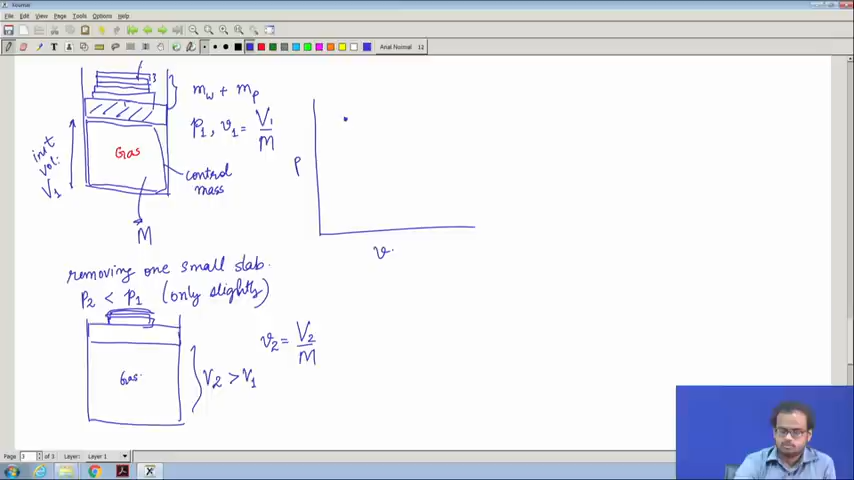 Journal
File Edit View Page Tools Options Help
Arial Normal 12
m_w + m_p
p_1, v_1 = V_1 / M
init
vol:
V_1
Gas
control
mass
M
P
v.
removing one small slab.
p_2 < p_1 (only slightly)
v_2 = V_2 / M
Gas.
V_2 > V_1
Page 3 of 3 Layer: Layer 1